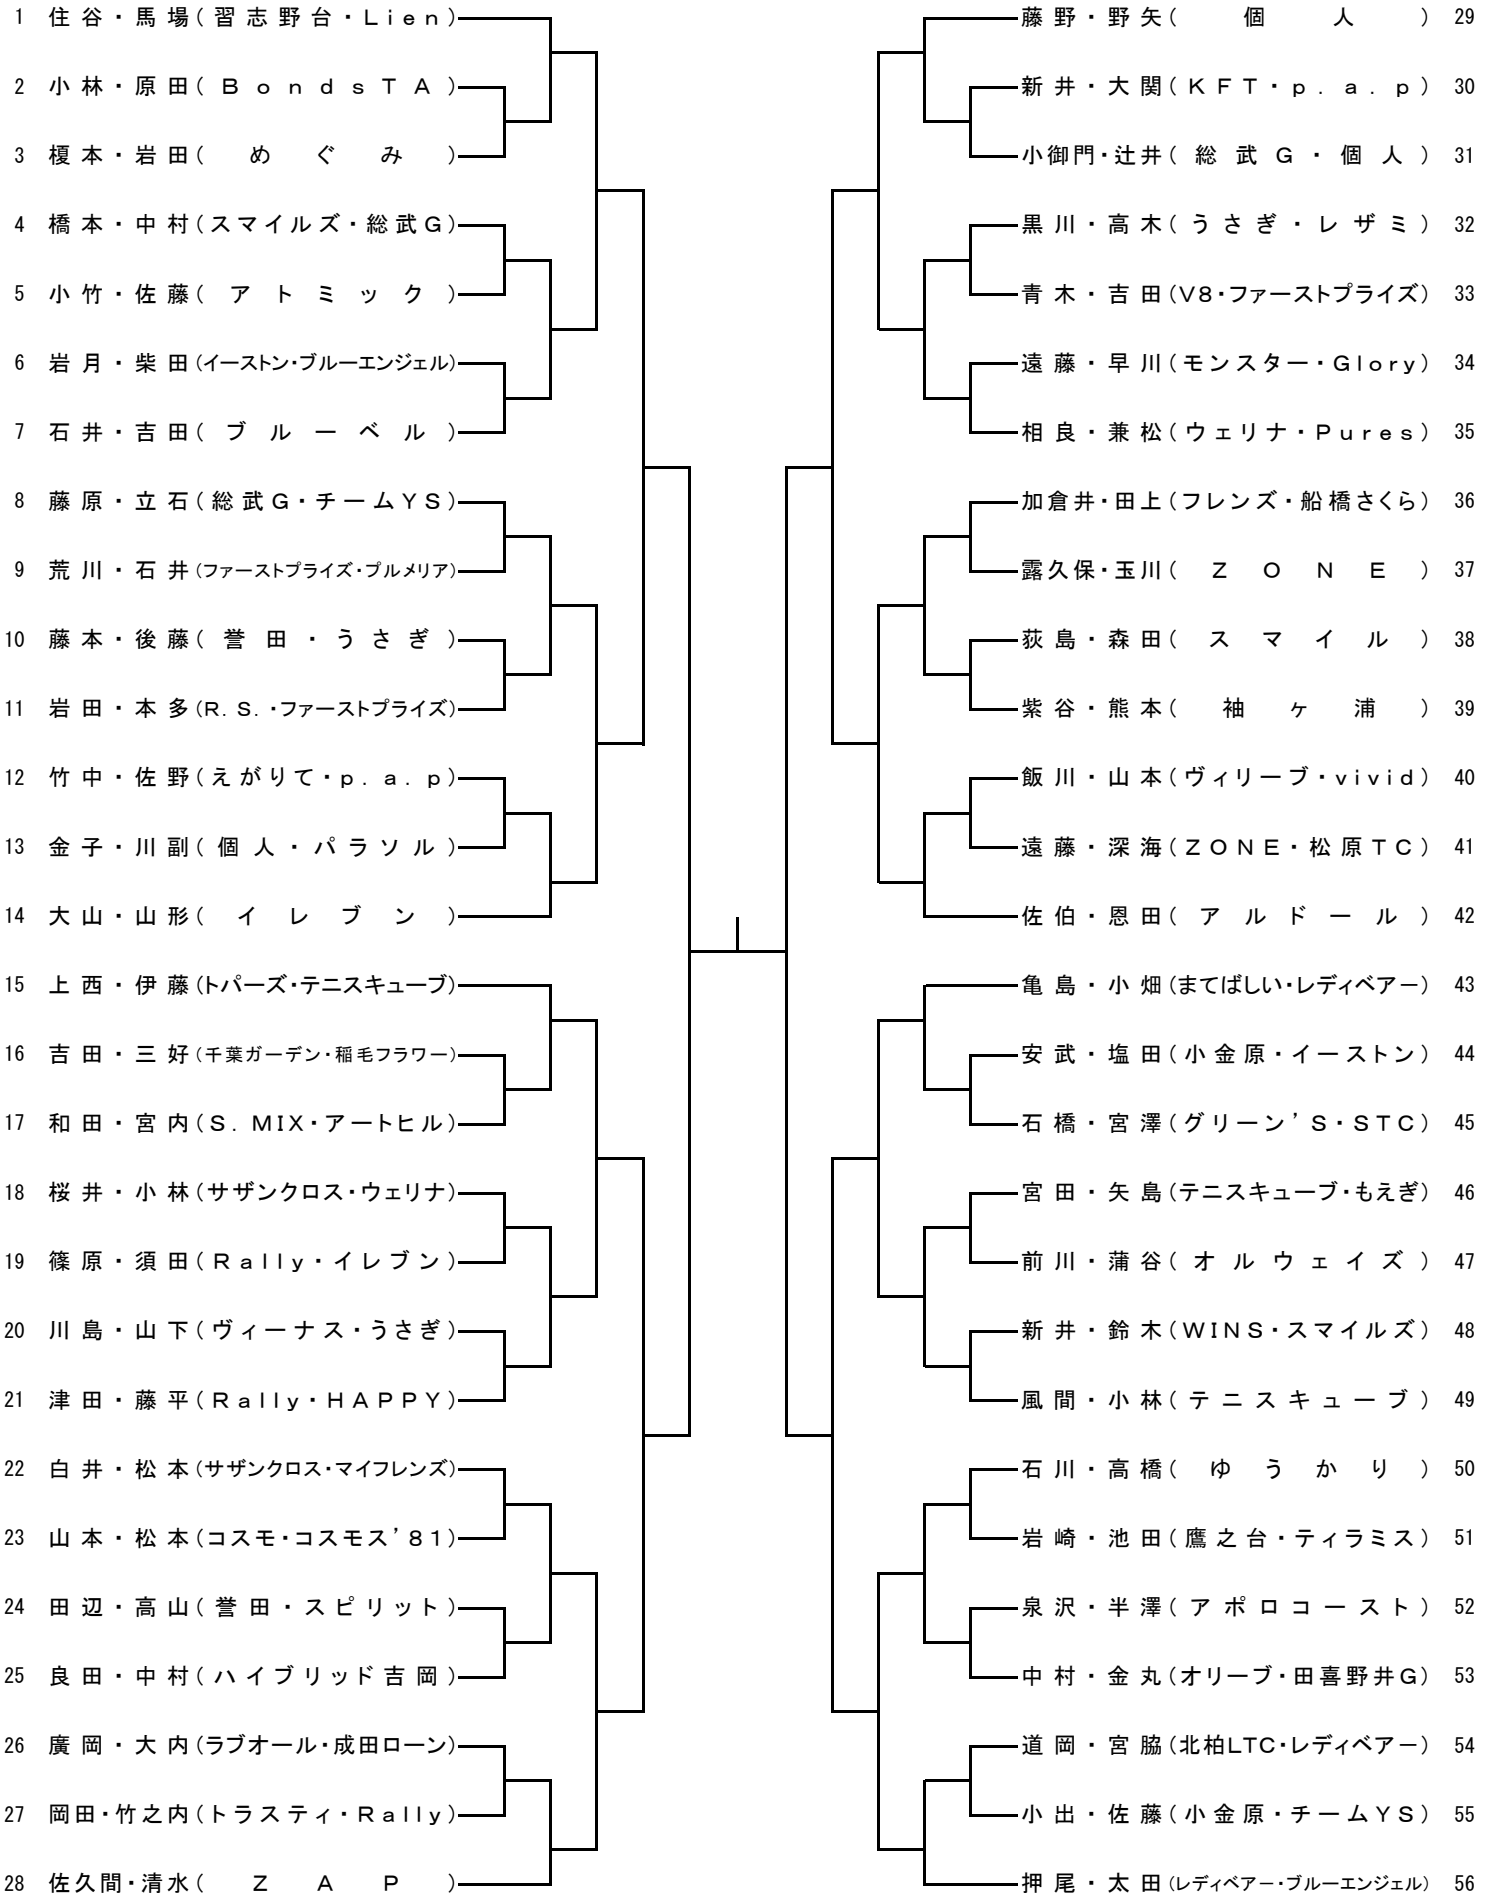 1 住谷・馬場(習志野台・Lien)
2 小林・原田(BondsTA)
3 榎本・岩田(めぐみ)
4 橋本・中村(スマイルズ・総武G)
5 小竹・佐藤(アトミック)
6 岩月・柴田(イーストン・ブルーエンジェル)
7 石井・吉田(ブルーベル)
8 藤原・立石(総武G・チームYS)
9 荒川・石井(ファーストプライズ・プルメリア)
10 藤本・後藤(誉田・うさぎ)
11 岩田・本多(R.S.・ファーストプライズ)
12 竹中・佐野(えがりて・p.a.p)
13 金子・川副(個人・パラソル)
14 大山・山形(イレブン)
15 上西・伊藤(トパーズ・テニスキューブ)
16 吉田・三好(千葉ガーデン・稲毛フラワー)
17 和田・宮内(S.MIX・アートヒル)
18 桜井・小林(サザンクロス・ウェリナ)
19 篠原・須田(Rally・イレブン)
20 川島・山下(ヴィーナス・うさぎ)
21 津田・藤平(Rally・HAPPY)
22 白井・松本(サザンクロス・マイフレンズ)
23 山本・松本(コスモ・コスモス’81)
24 田辺・高山(誉田・スピリット)
25 良田・中村(ハイブリッド吉岡)
26 廣岡・大内(ラブオール・成田ローン)
27 岡田・竹之内(トラスティ・Rally)
28 佐久間・清水(ZAP)
藤野・野矢(個人) 29
新井・大関(KFT・p.a.p) 30
小御門・辻井(総武G・個人) 31
黒川・高木(うさぎ・レザミ) 32
青木・吉田(V8・ファーストプライズ) 33
遠藤・早川(モンスター・Glory) 34
相良・兼松(ウェリナ・Pures) 35
加倉井・田上(フレンズ・船橋さくら) 36
露久保・玉川(ZONE) 37
荻島・森田(スマイル) 38
紫谷・熊本(袖ヶ浦) 39
飯川・山本(ヴィリーブ・vivid) 40
遠藤・深海(ZONE・松原TC) 41
佐伯・恩田(アルドール) 42
亀島・小畑(まてばしい・レディベアー) 43
安武・塩田(小金原・イーストン) 44
石橋・宮澤(グリーン’S・STC) 45
宮田・矢島(テニスキューブ・もえぎ) 46
前川・蒲谷(オルウェイズ) 47
新井・鈴木(WINS・スマイルズ) 48
風間・小林(テニスキューブ) 49
石川・高橋(ゆうかり) 50
岩崎・池田(鷹之台・ティラミス) 51
泉沢・半澤(アポロコースト) 52
中村・金丸(オリーブ・田喜野井G) 53
道岡・宮脇(北柏LTC・レディベアー) 54
小出・佐藤(小金原・チームYS) 55
押尾・太田(レディベアー・ブルーエンジェル) 56